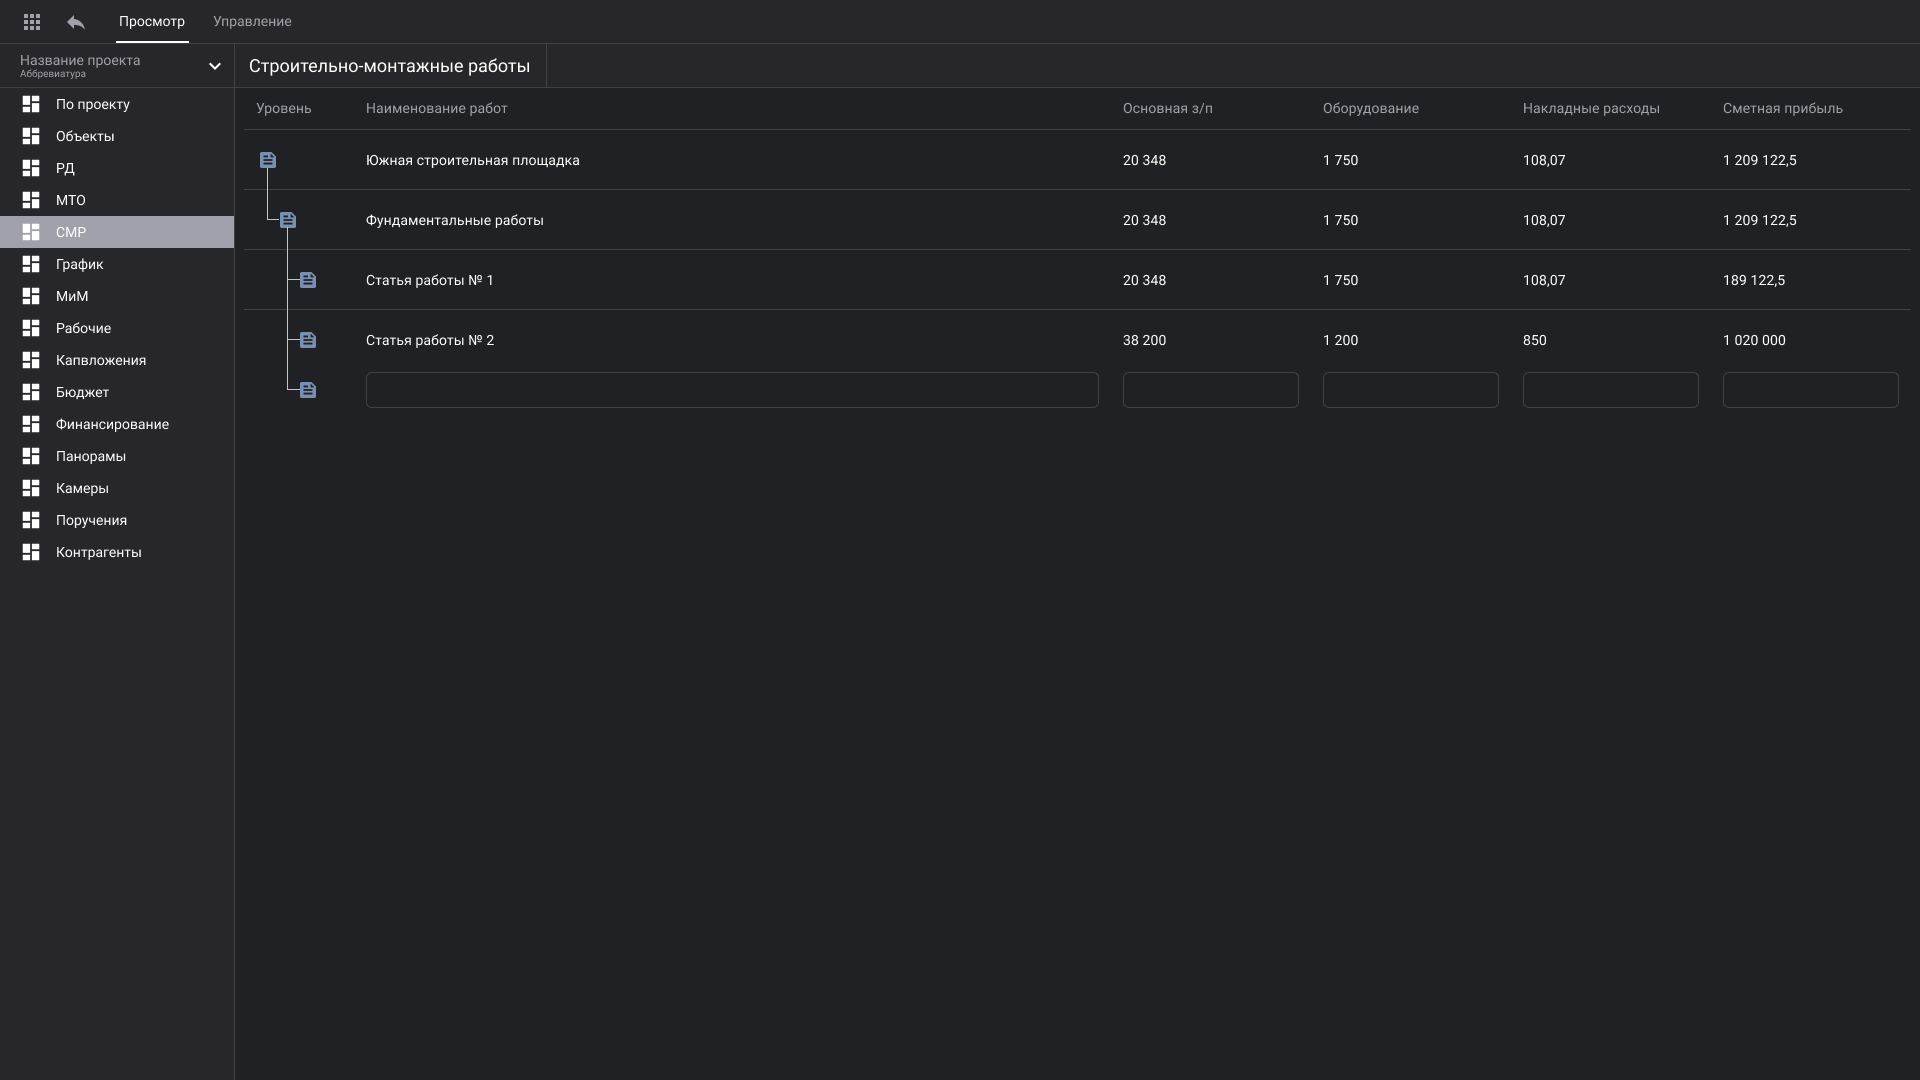 Просмотр Управление
Название проекта
Аббревиатура
Строительно-монтажные работы
По проекту
Объекты
РД
МТО
СМР
График
МиМ
Рабочие
Капвложения
Бюджет
Финансирование
Панорамы
Камеры
Поручения
Контрагенты
Уровень Наименование работ Основная з/п Оборудование Накладные расходы Сметная прибыль
Южная строительная площадка 20 348 1 750 108,07 1 209 122,5
Фундаментальные работы 20 348 1 750 108,07 1 209 122,5
Статья работы № 1 20 348 1 750 108,07 189 122,5
Статья работы № 2 38 200 1 200 850 1 020 000